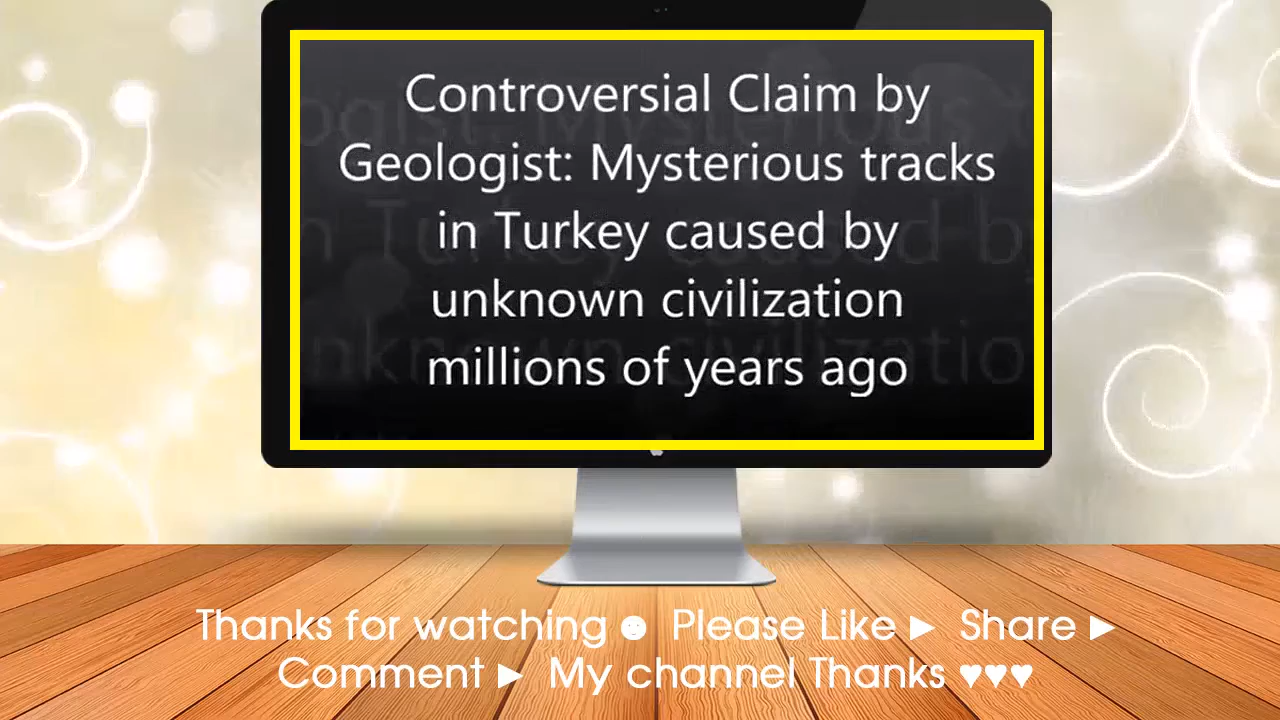 Controversial Claim by
Geologist: Mysterious tracks
in Turkey caused by
unknown civilization
millions of years ago
Thanks for watching ☻ Please Like ► Share ►
Comment ► My channel Thanks ♥♥♥